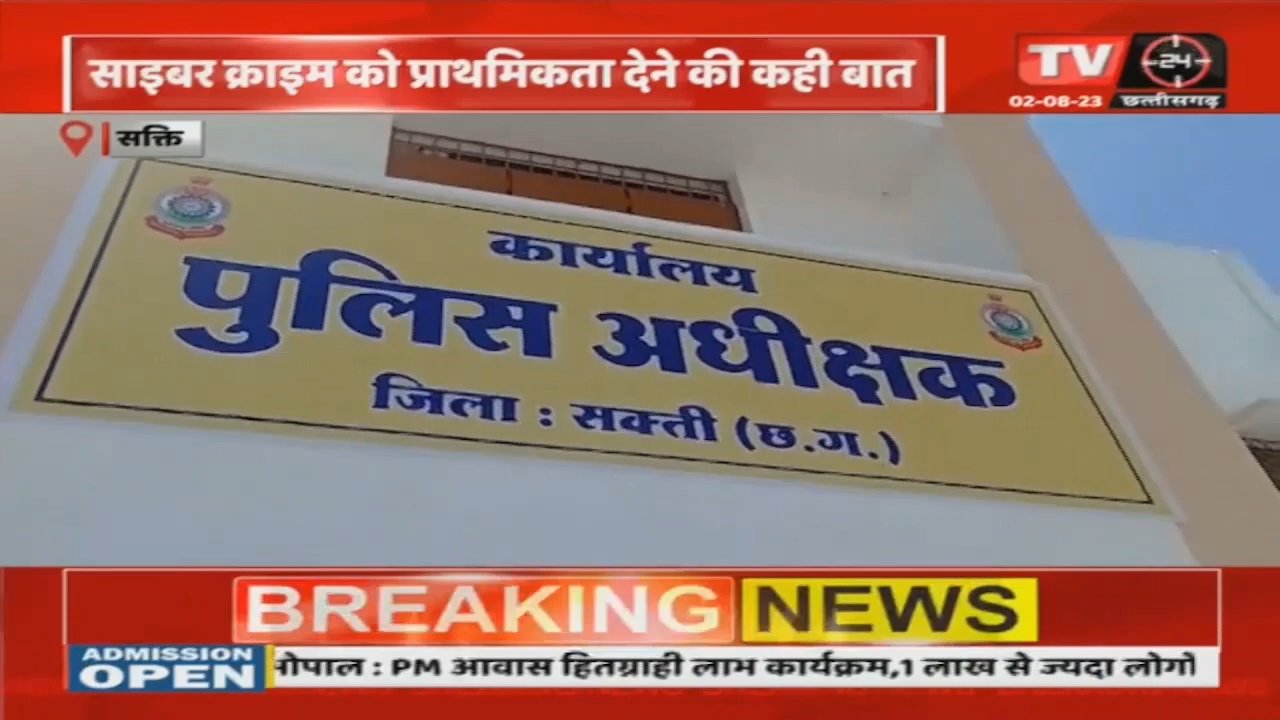 साइबर क्राइम को प्राथमिकता देने की कही बात
TV 24
02-08-23 छत्तीसगढ़
सक्ति
कार्यालय
पुलिस अधीक्षक
जिला : सक्ती (छ.ग.)
BREAKING NEWS
ADMISSION
OPEN
भोपाल : PM आवास हितग्राही लाभ कार्यक्रम,1 लाख से ज्यदा लोगों